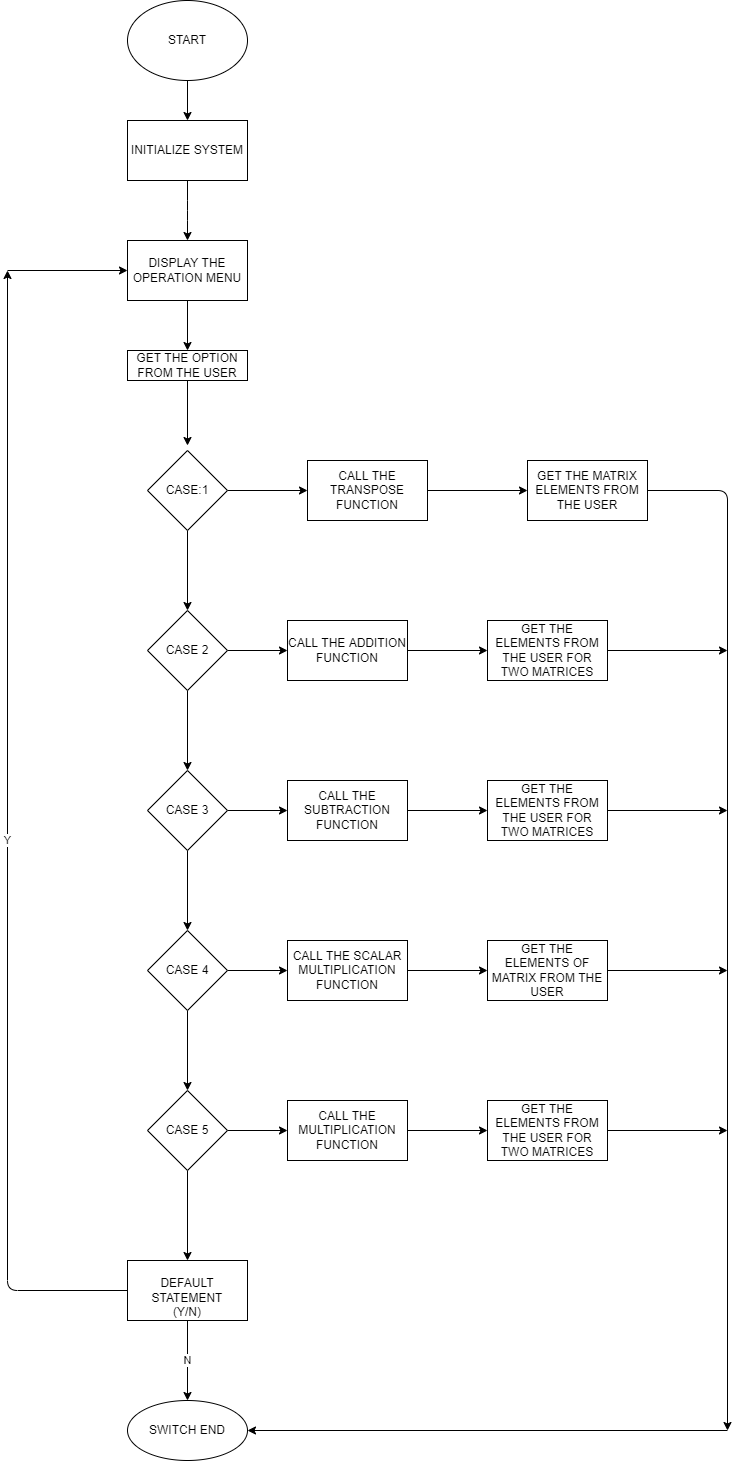 START
INITIALIZE SYSTEM
DISPLAY THE
OPERATION MENU
GET THE OPTION
FROM THE USER
CASE:1
CALL THE
TRANSPOSE
FUNCTION
GET THE MATRIX
ELEMENTS FROM
THE USER
CASE 2
CALL THE ADDITION
FUNCTION
GET THE
ELEMENTS FROM
THE USER FOR
TWO MATRICES
CASE 3
CALL THE
SUBTRACTION
FUNCTION
GET THE
ELEMENTS FROM
THE USER FOR
TWO MATRICES
Y
CASE 4
CALL THE SCALAR
MULTIPLICATION
FUNCTION
GET THE
ELEMENTS OF
MATRIX FROM THE
USER
CASE 5
CALL THE
MULTIPLICATION
FUNCTION
GET THE
ELEMENTS FROM
THE USER FOR
TWO MATRICES
DEFAULT
STATEMENT
(Y/N)
N
SWITCH END